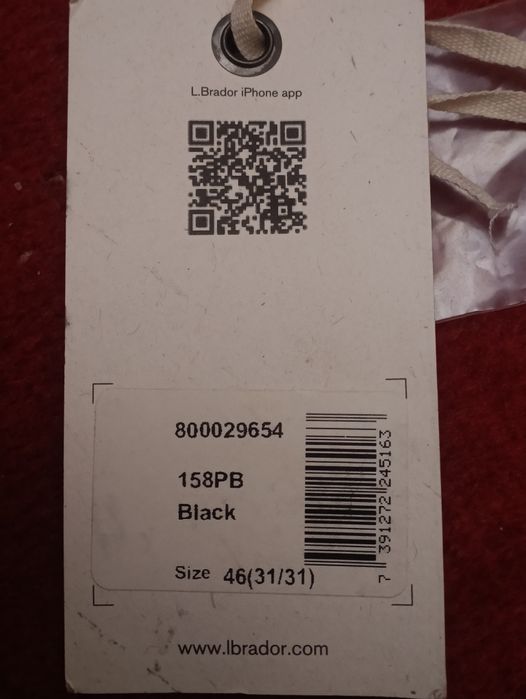 L.Brador iPhone app
800029654
158PB
Black
Size 46(31/31)
7 391272 245163
www.lbrador.com